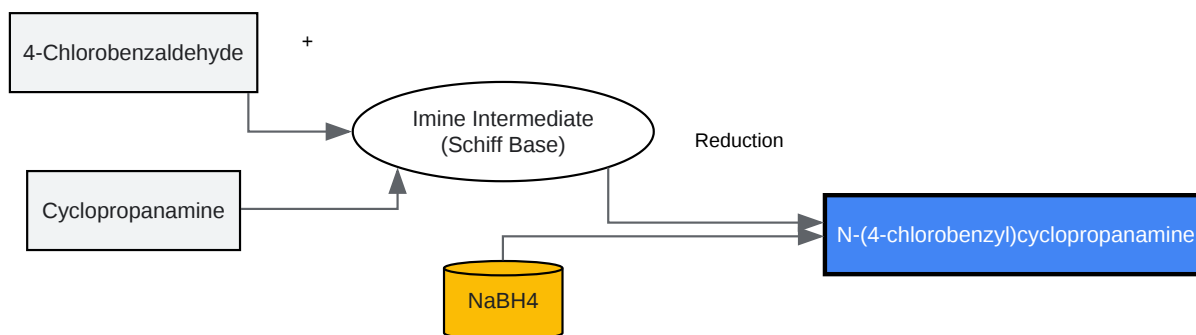 4-Chlorobenzaldehyde
+
Imine Intermediate
(Schiff Base)
Reduction
Cyclopropanamine
N-(4-chlorobenzyl)cyclopropanamine
NaBH4